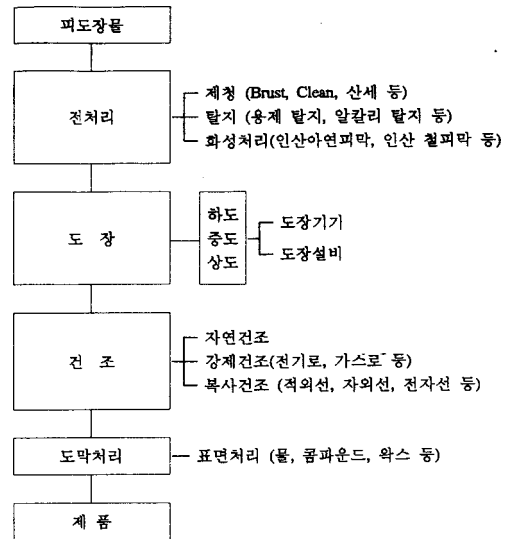 피도장물
전처리
제청 (Brust, Clean, 산세 등)
탈지 (용제 탈지, 알칼리 탈지 등)
화성처리(인산아연피막, 인산 철피막 등)
도 장
하도
중도
상도
도장기기
도장설비
건 조
자연건조
강제건조(전기로, 가스로 등)
복사건조 (적외선, 자외선, 전자선 등)
도막처리
표면처리 (물, 콤파운드, 왁스 등)
제 품